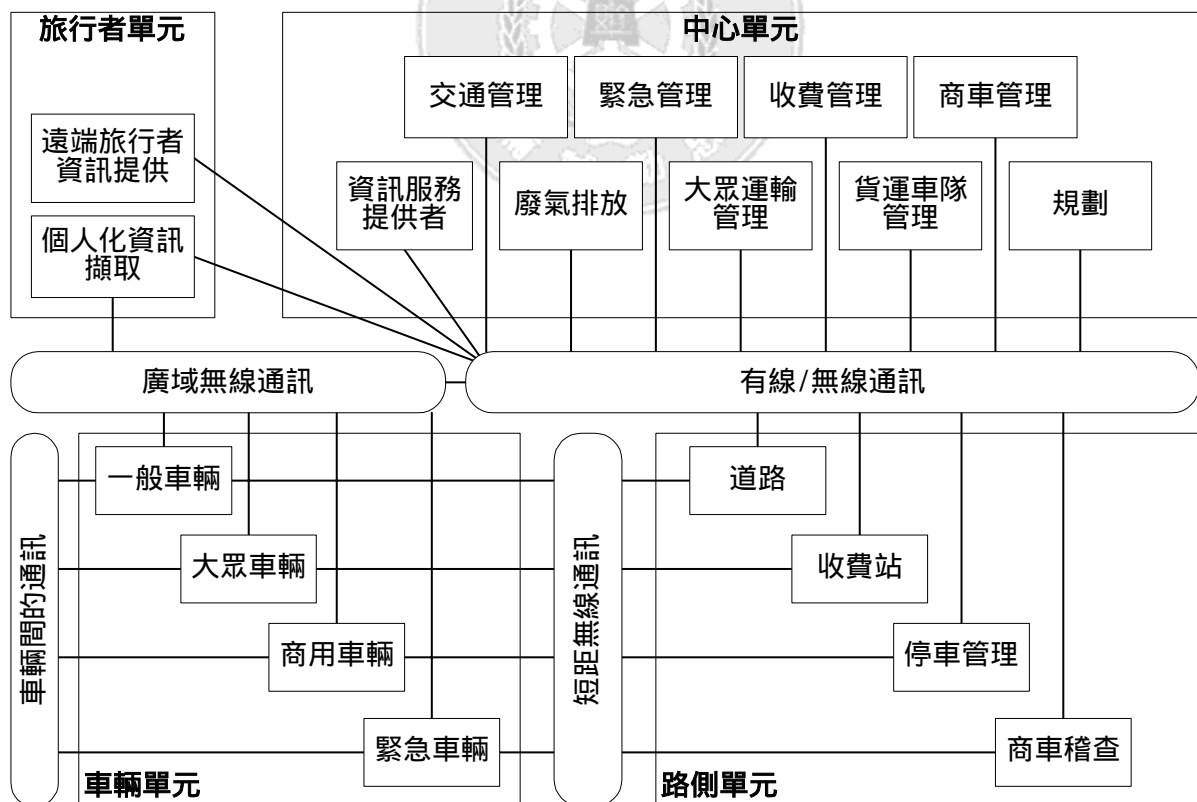 旅行者單元
遠端旅行者
資訊提供
個人化資訊
擷取
中心單元
交通管理
緊急管理
收費管理
商車管理
資訊服務
提供者
廢氣排放
大眾運輸
管理
貨運車隊
管理
規劃
廣域無線通訊
有線/無線通訊
車輛間的通訊
一般車輛
大眾車輛
商用車輛
緊急車輛
車輛單元
短距無線通訊
道路
收費站
停車管理
商車稽查
路側單元